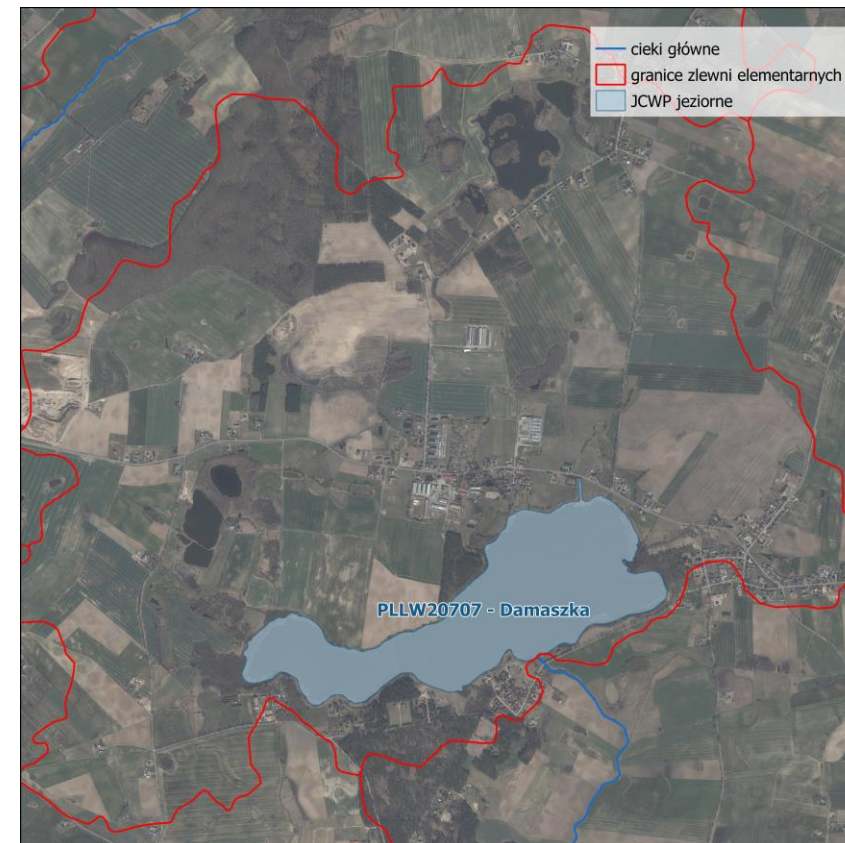 cieki główne
granice zlewni elementarnych
JCWP jeziorne
PLLW20707 - Damaszka